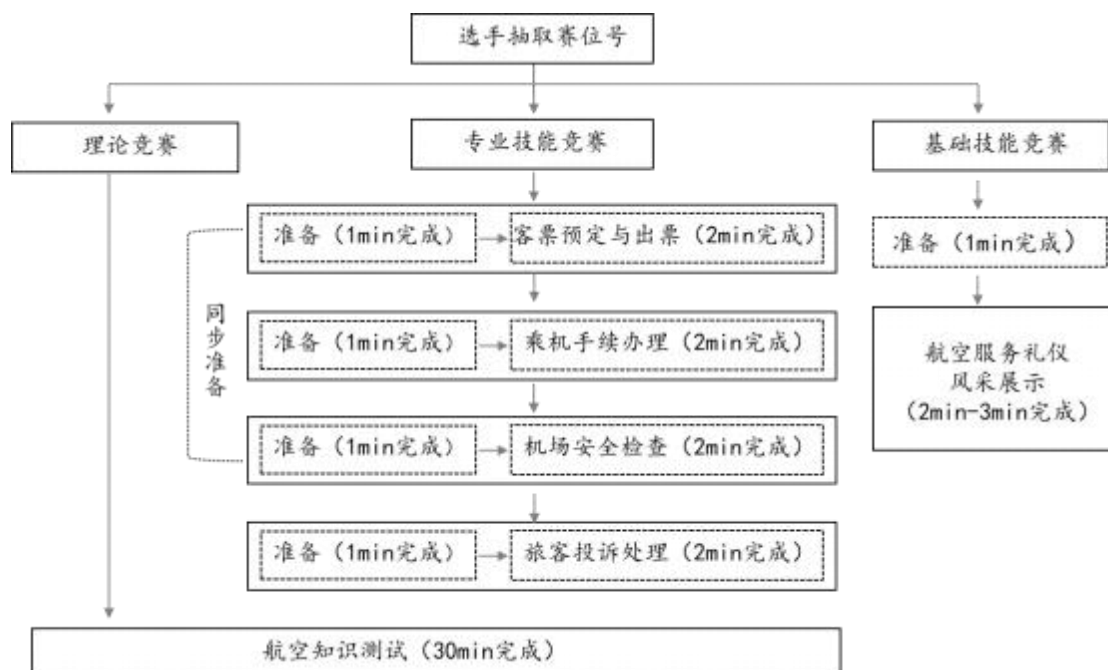 选手抽取赛位号
理论竞赛
专业技能竞赛
基础技能竞赛
准备（1min完成）
客票预定与出票（2min完成）
准备（1min完成）
同步准备
准备（1min完成）
乘机手续办理（2min完成）
航空服务礼仪
风采展示
（2min-3min完成）
准备（1min完成）
机场安全检查（2min完成）
准备（1min完成）
旅客投诉处理（2min完成）
航空知识测试（30min完成）